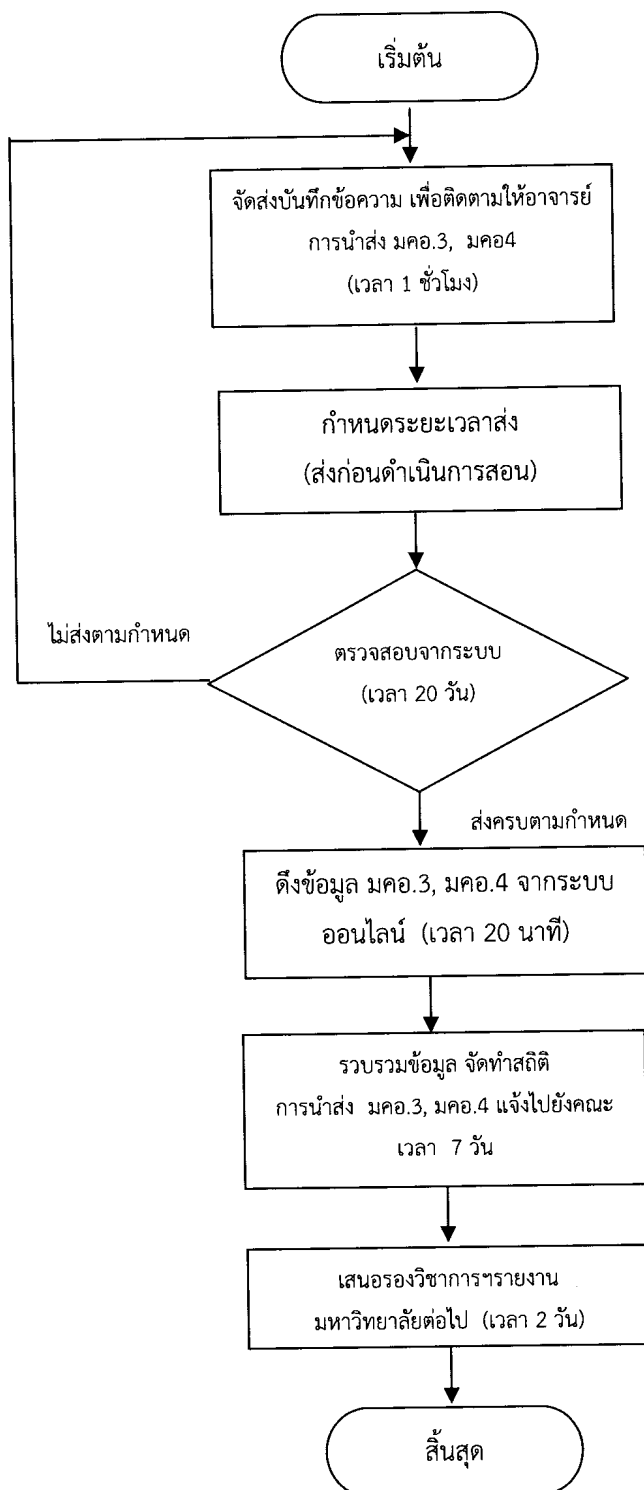 เริ่มต้น
จัดส่งบันทึกข้อความ เพื่อติดตามให้อาจารย์
การนำส่ง มคอ.3, มคอ4
(เวลา 1 ชั่วโมง)
กำหนดระยะเวลาส่ง
(ส่งก่อนดำเนินการสอน)
ไม่ส่งตามกำหนด
ตรวจสอบจากระบบ
(เวลา 20 วัน)
ส่งครบตามกำหนด
ดึงข้อมูล มคอ.3, มคอ.4 จากระบบ
ออนไลน์ (เวลา 20 นาที)
รวบรวมข้อมูล จัดทำสถิติ
การนำส่ง มคอ.3, มคอ.4 แจ้งไปยังคณะ
เวลา 7 วัน
เสนอรองวิชาการฯรายงาน
มหาวิทยาลัยต่อไป (เวลา 2 วัน)
สิ้นสุด